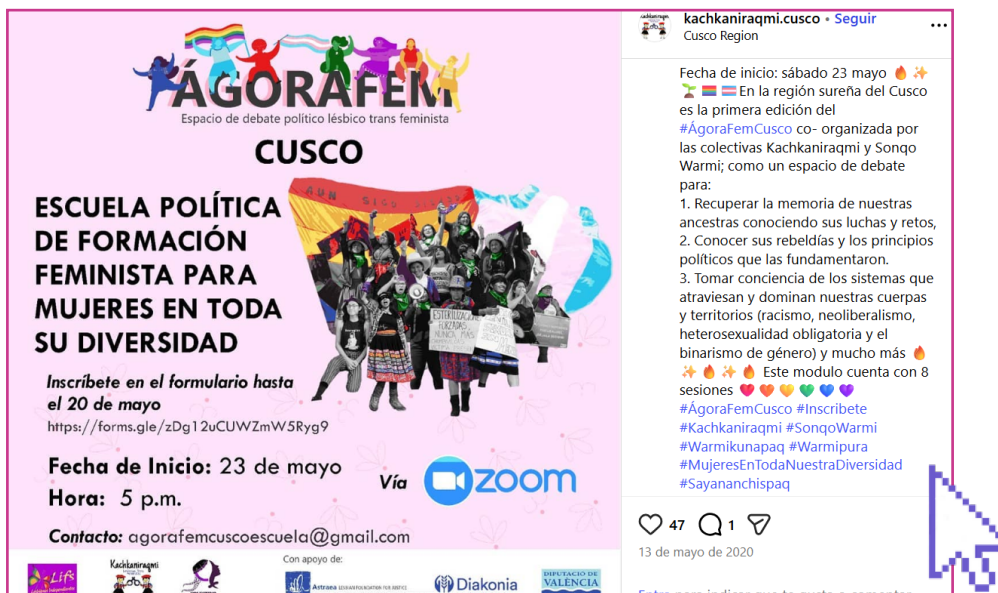 ÁGORAFEM
Espacio de debate político lésbico trans feminista
CUSCO
ESCUELA POLÍTICA
DE FORMACIÓN
FEMINISTA PARA
MUJERES EN TODA
SU DIVERSIDAD
AUN
ESTERILIZACIONES
FORZADAS
NUNCA MAS
Inscríbete en el formulario hasta
el 20 de mayo
https://forms.gle/zDg12uCUWZmW5Ryg9
Fecha de Inicio: 23 de mayo
Hora: 5 p.m.
Vía zoom
Contacto: agorafemcuscoescuela@gmail.com
Lifs
Kachkaniraqmi
Con apoyo de:
Astraea
Diakonia
DIPUTACIÓ DE
VALÈNCIA
kachkaniraqmi.cusco • Seguir
Cusco Region
Fecha de inicio: sábado 23 mayo 🔥 ✨
🌱 🏳️‍🌈 🏳️‍⚧️ En la región sureña del Cusco
es la primera edición del
#ÁgoraFemCusco co- organizada por
las colectivas Kachkaniraqmi y Sonqo
Warmi; como un espacio de debate
para:
1. Recuperar la memoria de nuestras
ancestras conociendo sus luchas y retos,
2. Conocer sus rebeldías y los principios
políticos que las fundamentaron.
3. Tomar conciencia de los sistemas que
atraviesan y dominan nuestras cuerpas
y territorios (racismo, neoliberalismo,
heterosexualidad obligatoria y el
binarismo de género) y mucho más 🔥
✨ 🔥 ✨ 🔥 Este modulo cuenta con 8
sesiones ❤️ 🧡 💛 💚 💙 💜
#ÁgoraFemCusco #Inscribete
#Kachkaniraqmi #SonqoWarmi
#Warmikunapaq #Warmipura
#MujeresEnTodaNuestraDiversidad
#Sayananchispaq
47 1
13 de mayo de 2020